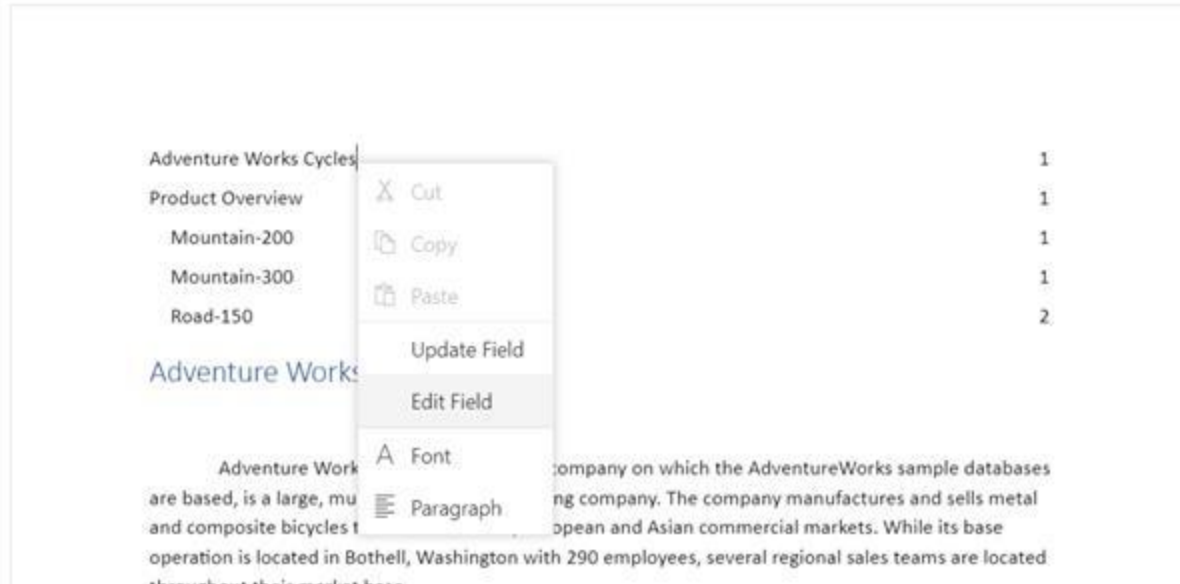 Adventure Works Cycles 1
Product Overview 1
Mountain-200 1
Mountain-300 1
Road-150 2
Cut
Copy
Paste
Update Field
Edit Field
Font
Paragraph
Adventure Works
Adventure Work company on which the AdventureWorks sample databases
are based, is a large, mu ng company. The company manufactures and sells metal
and composite bicycles t opean and Asian commercial markets. While its base
operation is located in Bothell, Washington with 290 employees, several regional sales teams are located